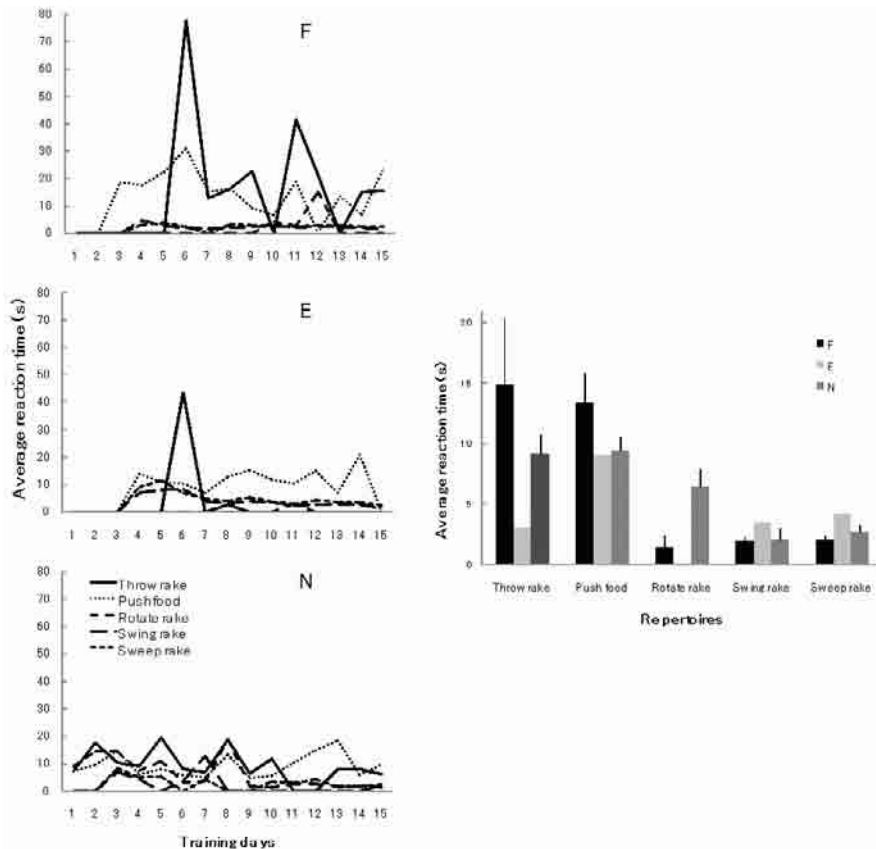 F
80
70
60
50
40
30
20
10
0
1 2 3 4 5 6 7 8 9 10 11 12 13 14 15
E
80
70
60
50
40
30
20
10
0
1 2 3 4 5 6 7 8 9 10 11 12 13 14 15
Average reaction time(s)
N
80
70
60
50
40
30
20
10
0
Throw rake
Push food
Rotate rake
Swing rake
Sweep rake
1 2 3 4 5 6 7 8 9 10 11 12 13 14 15
Training days
Average reaction time(s)
20
15
10
5
0
F
E
N
Throw rake Push food Rotate rake Swing rake Sweep rake
Repertoires